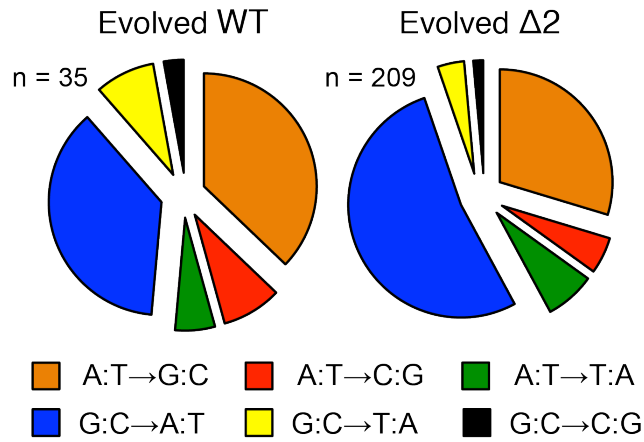 Evolved WT Evolved Δ2
n = 35 n = 209
A:T→G:C A:T→C:G A:T→T:A
G:C→A:T G:C→T:A G:C→C:G